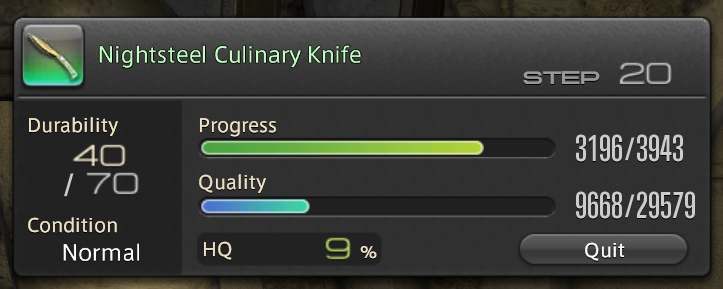 Nightsteel Culinary Knife
STEP 20
Durability
40
/ 70
Condition
Normal
Progress
3196/3943
Quality
9668/29579
HQ 9 %
Quit